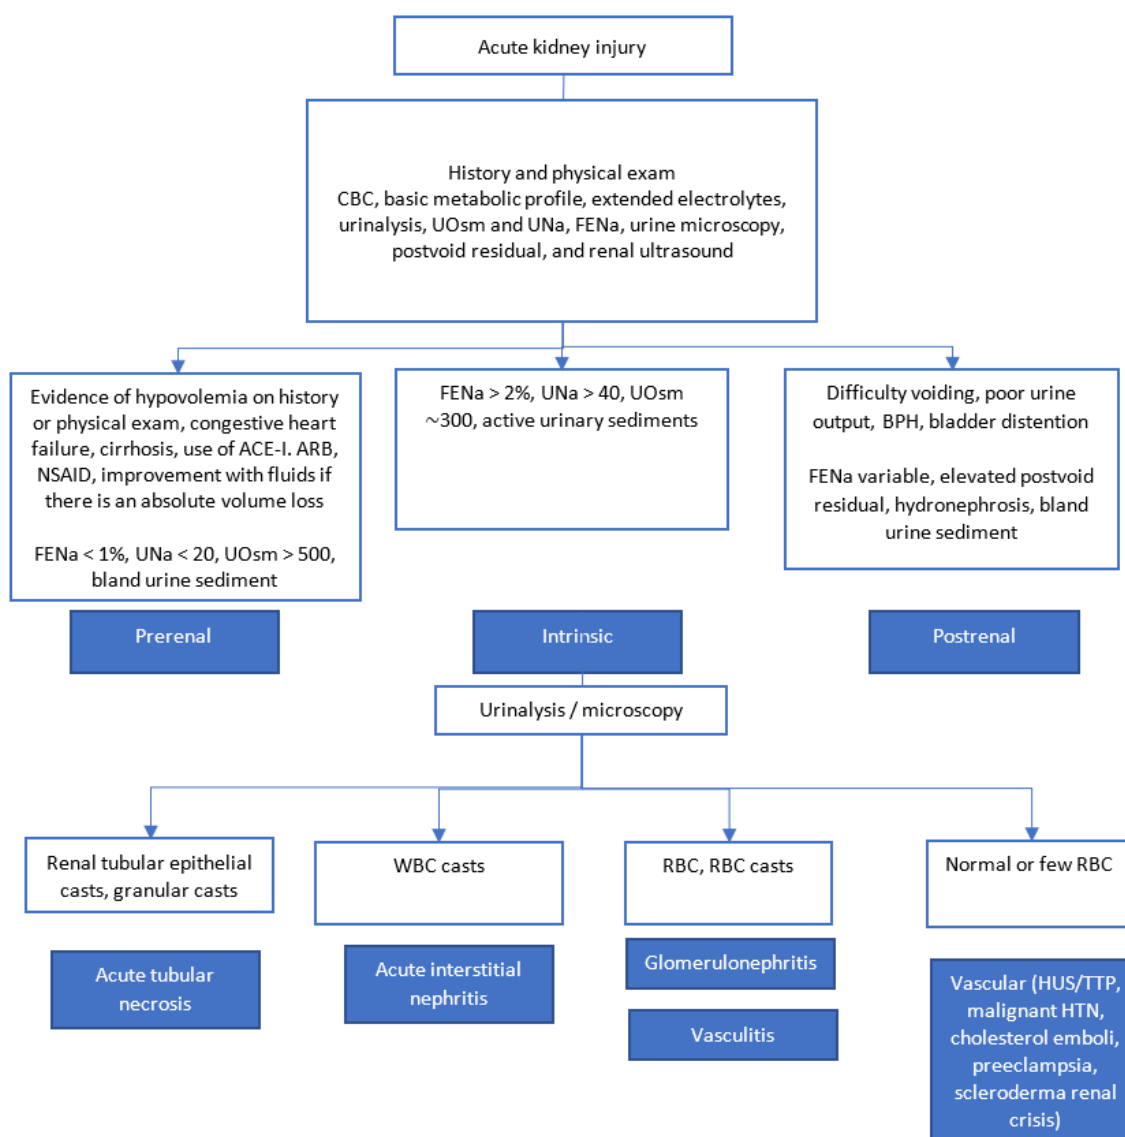 Acute kidney injury
History and physical exam
CBC, basic metabolic profile, extended electrolytes,
urinalysis, UOsm and UNa, FENa, urine microscopy,
postvoid residual, and renal ultrasound
Evidence of hypovolemia on history
or physical exam, congestive heart
failure, cirrhosis, use of ACE-I. ARB,
NSAID, improvement with fluids if
there is an absolute volume loss
FENa < 1%, UNa < 20, UOsm > 500,
bland urine sediment
FENa > 2%, UNa > 40, UOsm
~300, active urinary sediments
Difficulty voiding, poor urine
output, BPH, bladder distention
FENa variable, elevated postvoid
residual, hydronephrosis, bland
urine sediment
Prerenal
Intrinsic
Postrenal
Urinalysis / microscopy
Renal tubular epithelial
casts, granular casts
WBC casts
RBC, RBC casts
Normal or few RBC
Acute tubular
necrosis
Acute interstitial
nephritis
Glomerulonephritis
Vasculitis
Vascular (HUS/TTP,
malignant HTN,
cholesterol emboli,
preeclampsia,
scleroderma renal
crisis)